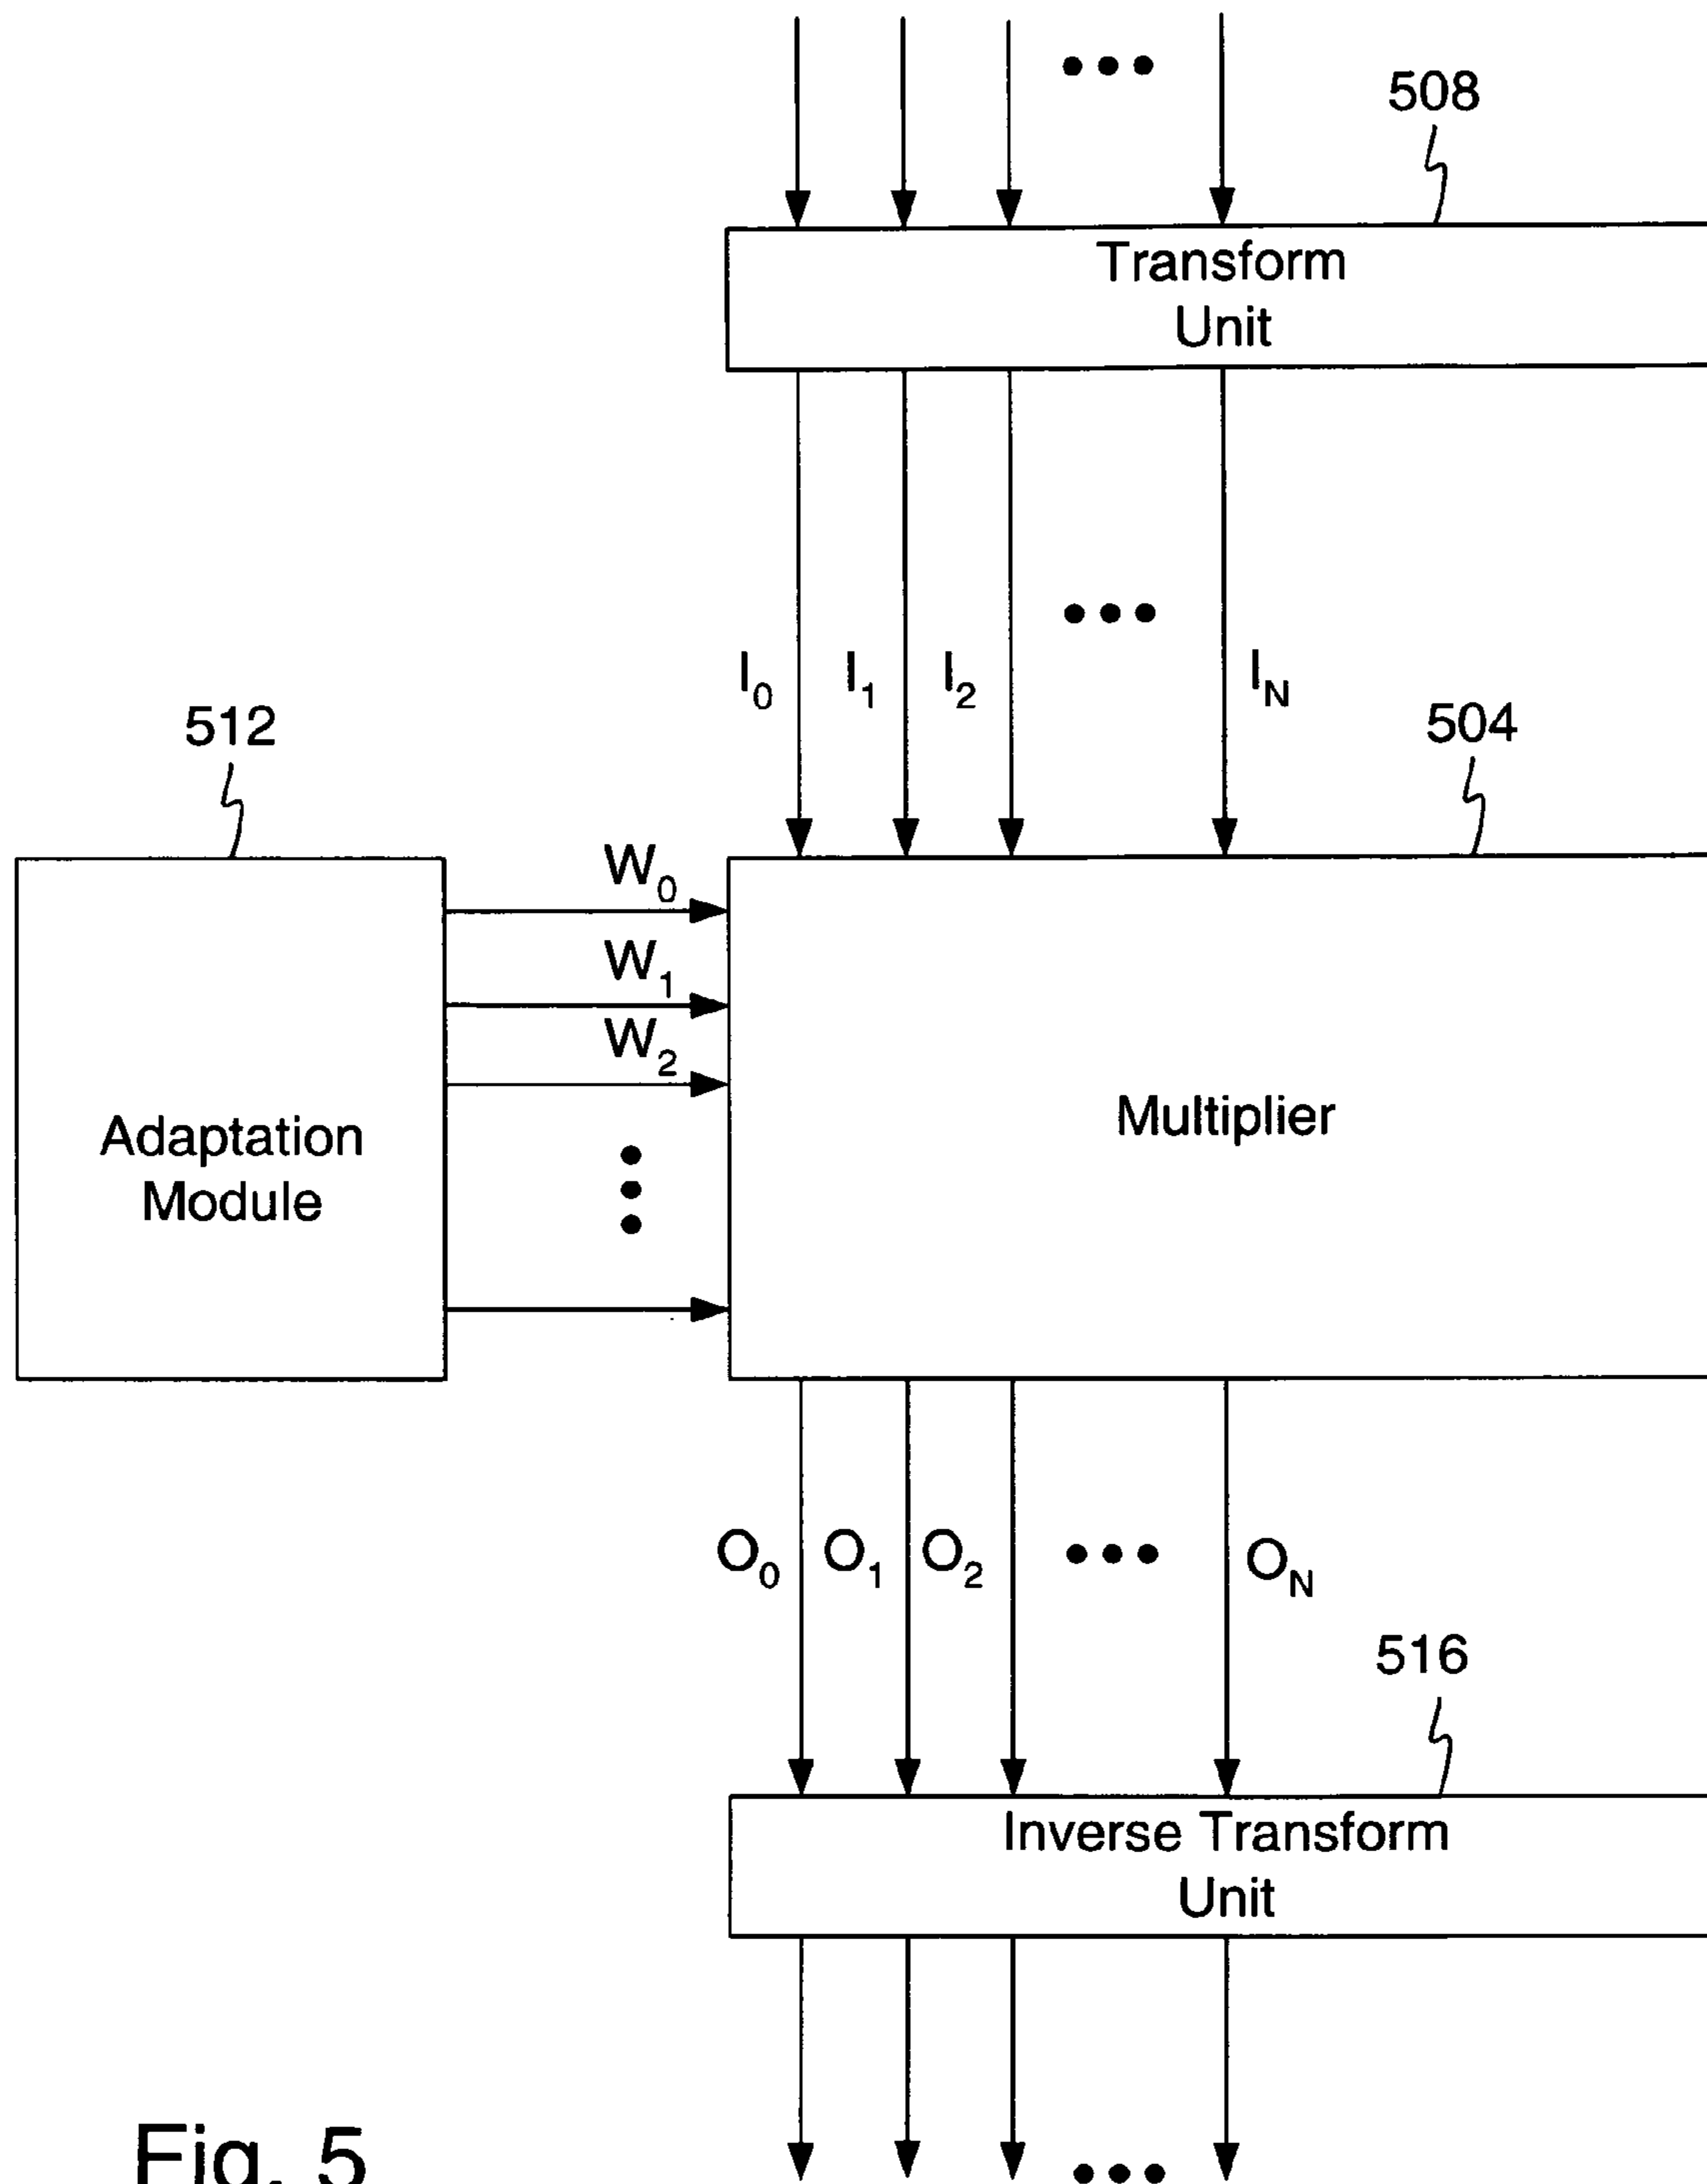 508
Transform
Unit
I0 I1 I2 IN
512
504
W0
W1
W2
Adaptation
Module
Multiplier
O0 O1 O2 ON
516
Inverse Transform
Unit
Fig. 5